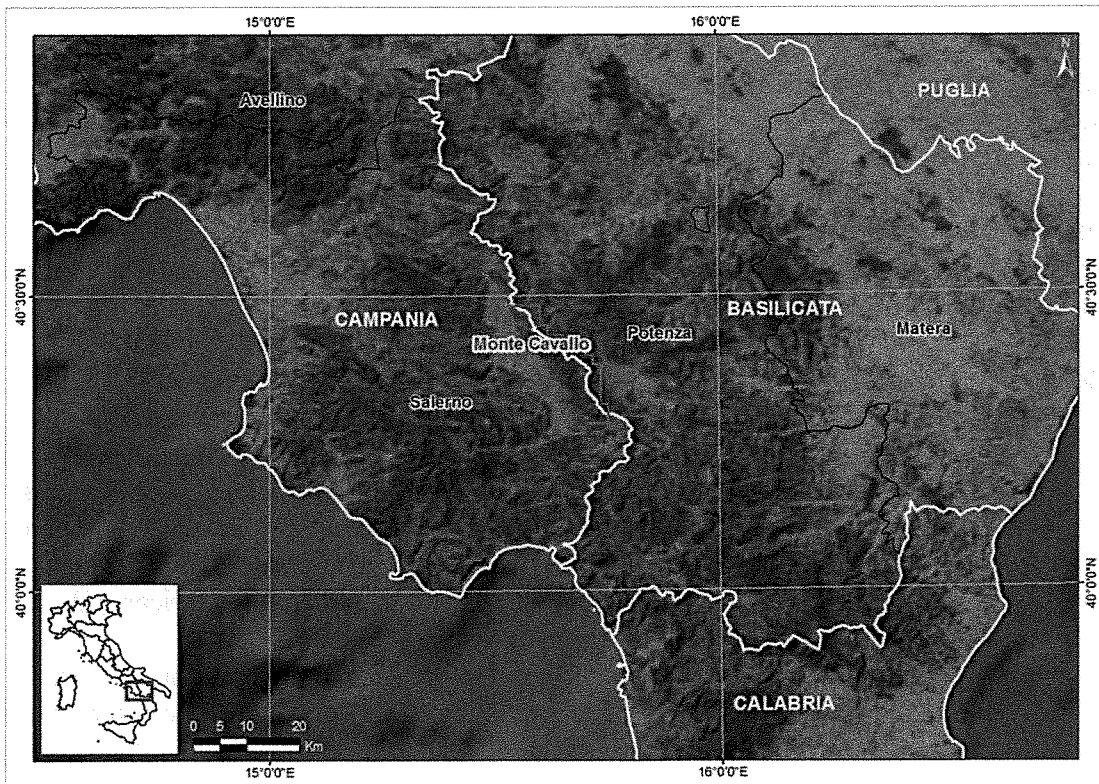 15°0'0"E 16°0'0"E
N
PUGLIA
Avellino
40°30'0"N 40°30'0"N
CAMPANIA BASILICATA
Monte Cavallo Potenza Matera
Salerno
40°0'0"N 40°0'0"N
CALABRIA
0 5 10 20
Km
15°0'0"E 16°0'0"E